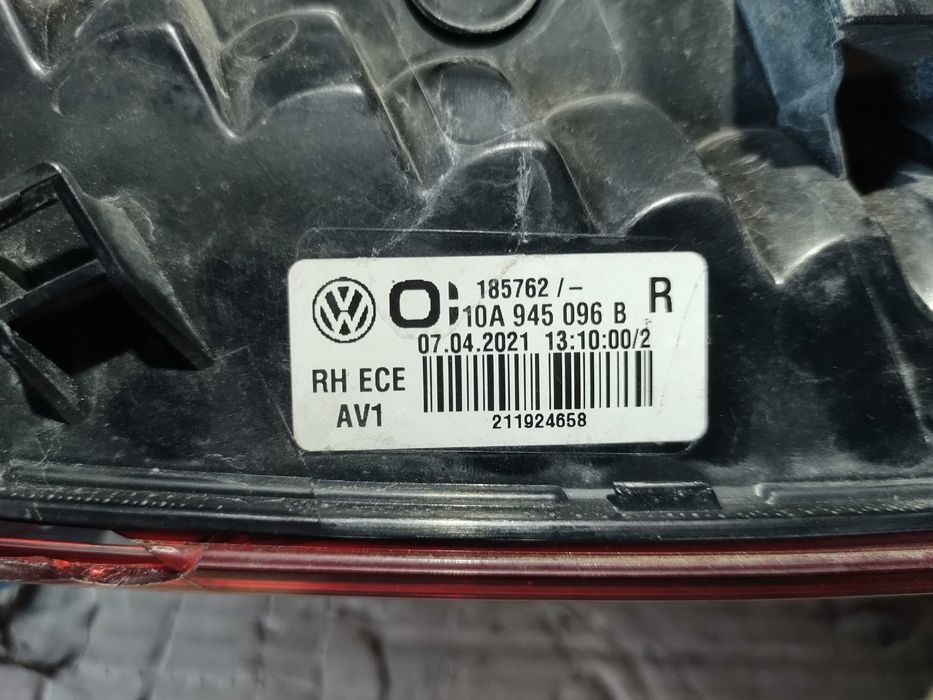 185762 / – R
10A 945 096 B
07.04.2021 13:10:00/2
RH ECE
AV1
211924658